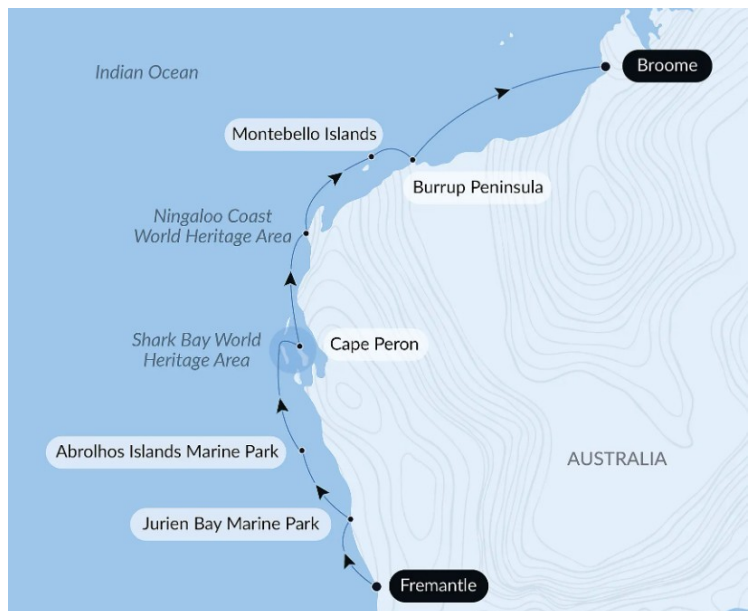 Indian Ocean
Broome
Montebello Islands
Burrup Peninsula
Ningaloo Coast
World Heritage Area
Shark Bay World
Heritage Area
Cape Peron
Abrolhos Islands Marine Park
AUSTRALIA
Jurien Bay Marine Park
Fremantle